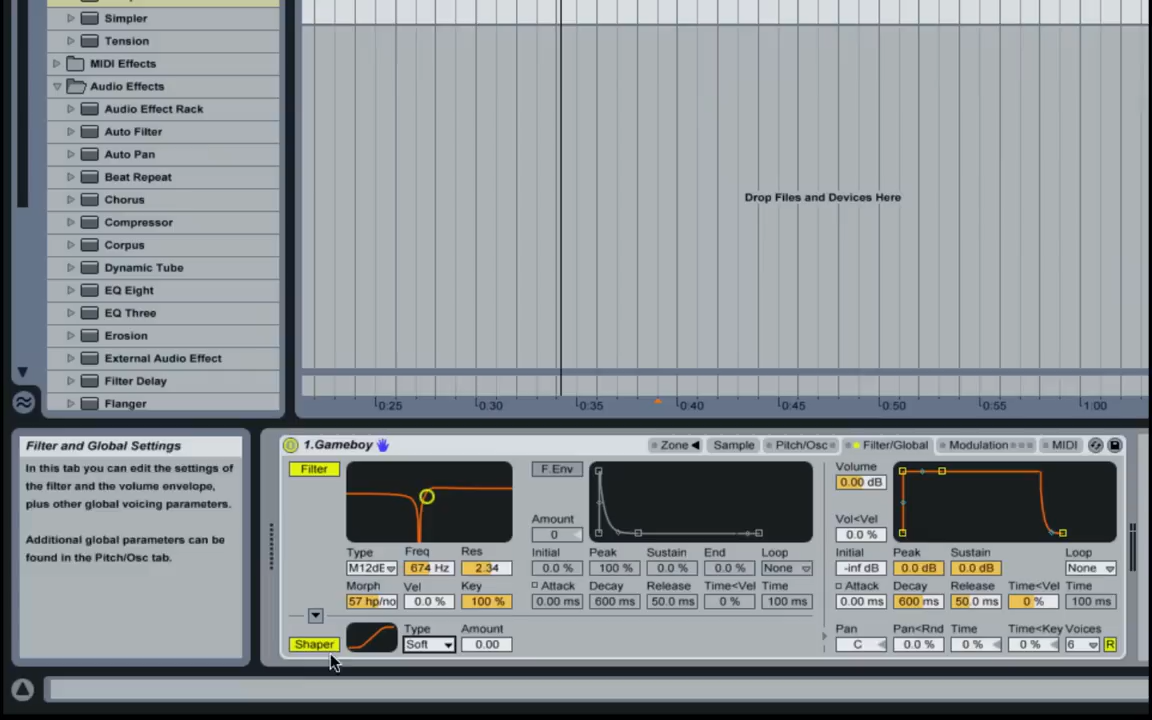 Simpler
Tension
MIDI Effects
Audio Effects
Audio Effect Rack
Auto Filter
Auto Pan
Beat Repeat
Chorus
Compressor
Corpus
Dynamic Tube
EQ Eight
EQ Three
Erosion
External Audio Effect
Filter Delay
Flanger
Drop Files and Devices Here
0:25 0:30 0:35 0:40 0:45 0:50 0:55 1:00
Filter and Global Settings
In this tab you can edit the settings of
the filter and the volume envelope,
plus other global voicing parameters.
Additional global parameters can be
found in the Pitch/Osc tab.
1.Gameboy Zone Sample Pitch/Osc Filter/Global Modulation MIDI
Filter F.Env Volume
0.00 dB
Amount Vol<Vel
0 0.0 %
Type Freq Res Initial Peak Sustain End Loop Initial Peak Sustain Loop
M12dE 674 Hz 2.34 0.0 % 100 % 0.0 % 0.0 % None -inf dB 0.0 dB 0.0 dB None
Morph Vel Key Attack Decay Release Time<Vel Time Attack Decay Release Time<Vel Time
57 hp/no 0.0 % 100 % 0.00 ms 600 ms 50.0 ms 0 % 100 ms 0.00 ms 600 ms 50.0 ms 0 % 100 ms
Type Amount Pan Pan<Rnd Time Time<Key Voices
Shaper Soft 0.00 C 0.0 % 0 % 0 % 6 R